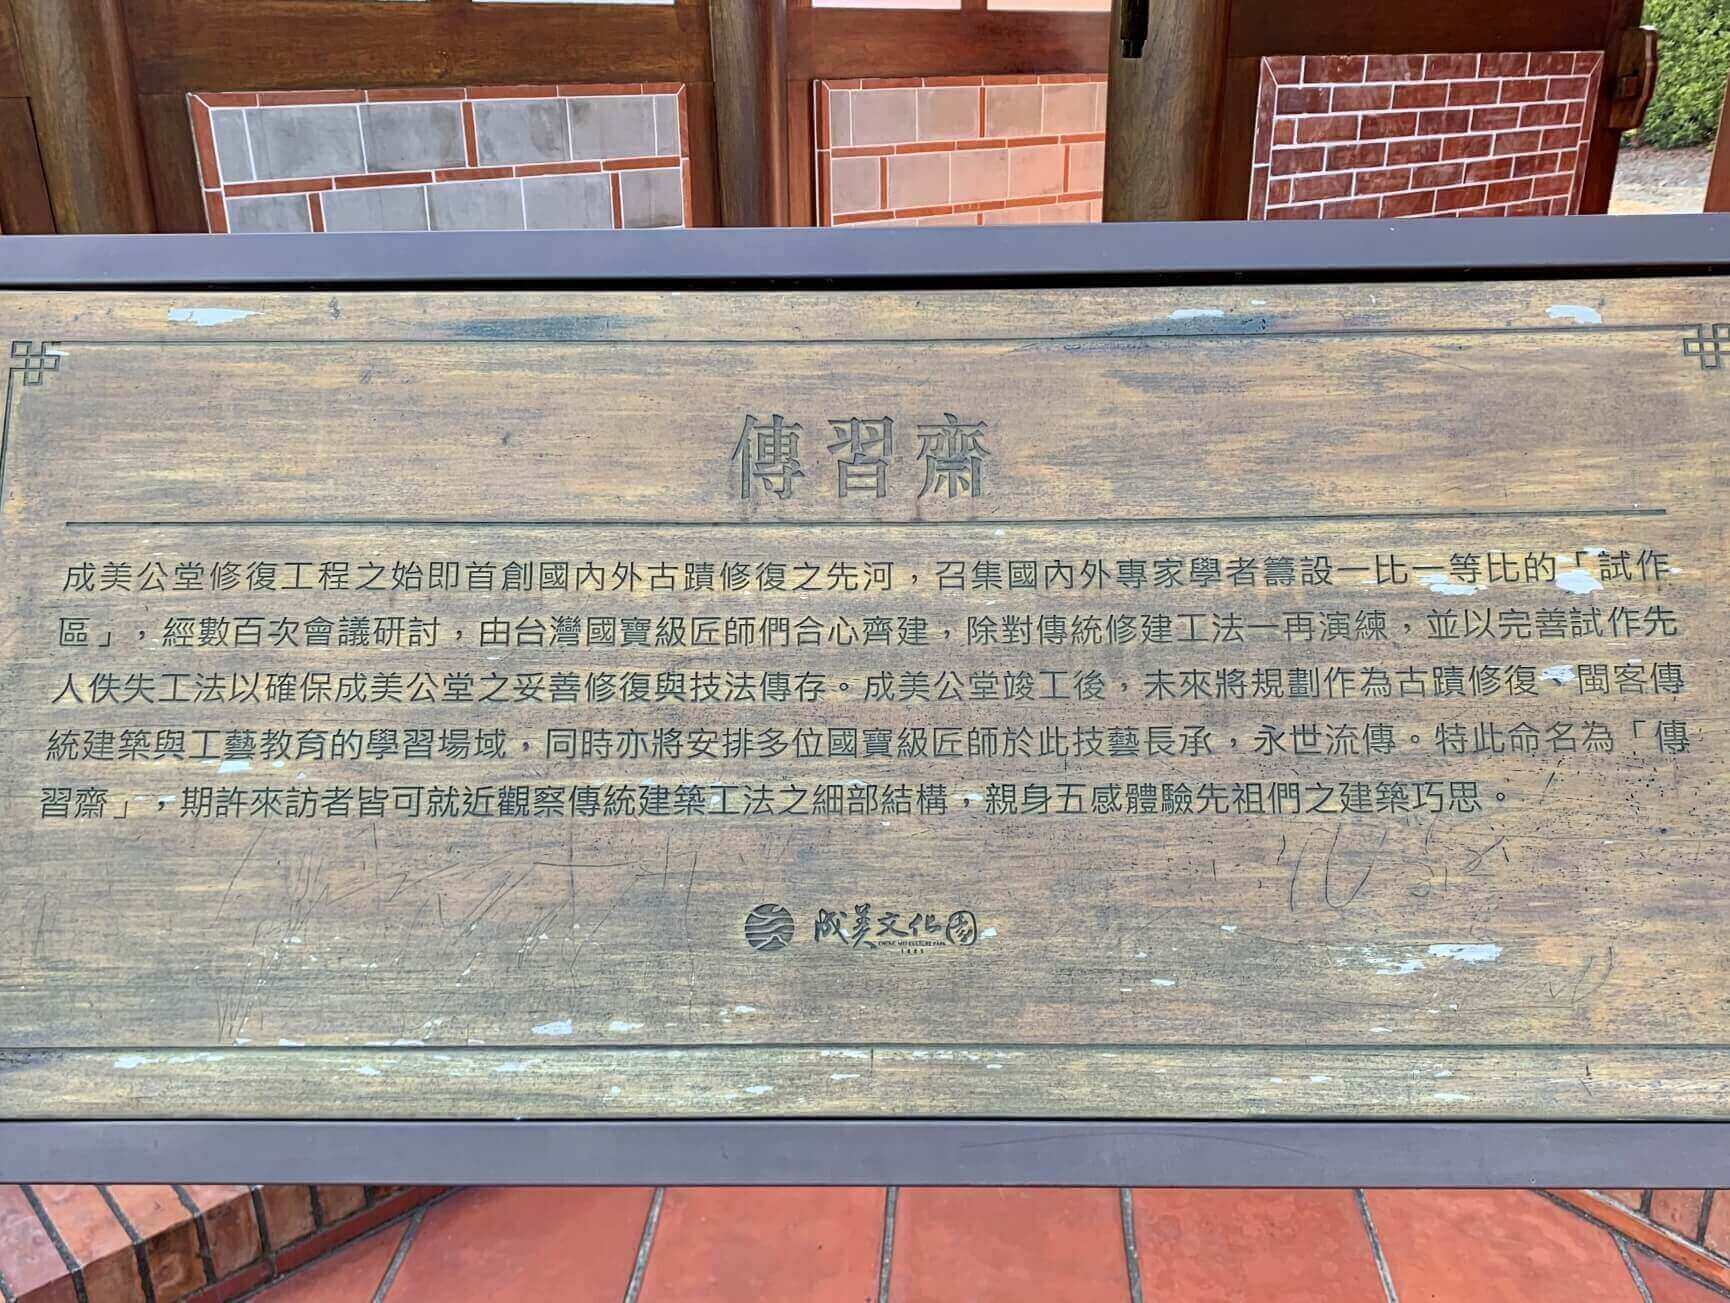 傳習齋
成美公堂修復工程之始即首創國內外古蹟修復之先河，召集國內外專家學者籌設一比一等比的「試作
區」，經數百次會議研討，由台灣國寶級匠師們合心齊建，除對傳統修建工法一再演練，並以完善試作先
人佚失工法以確保成美公堂之妥善修復與技法傳存。成美公堂竣工後，未來將規劃作為古蹟修復、閩客傳
統建築與工藝教育的學習場域，同時亦將安排多位國寶級匠師於此技藝長承，永世流傳。特此命名為「傳
習齋」，期許來訪者皆可就近觀察傳統建築工法之細部結構，親身五感體驗先祖們之建築巧思。
成美文化園
CHENG MEI CULTURE PARK